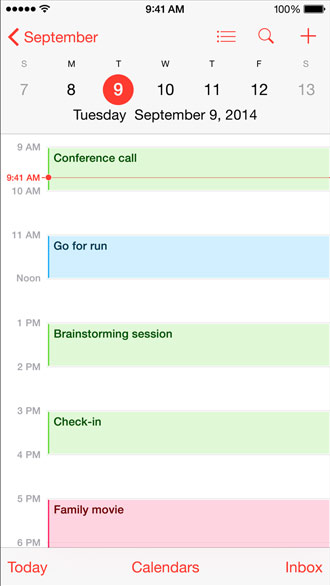 9:41 AM 100%
September
S M T W T F S
7 8 9 10 11 12 13
Tuesday September 9, 2014
9 AM
Conference call
9:41 AM
10 AM
11 AM
Go for run
Noon
1 PM
Brainstorming session
2 PM
3 PM
Check-in
4 PM
5 PM
Family movie
6 PM
Today Calendars Inbox